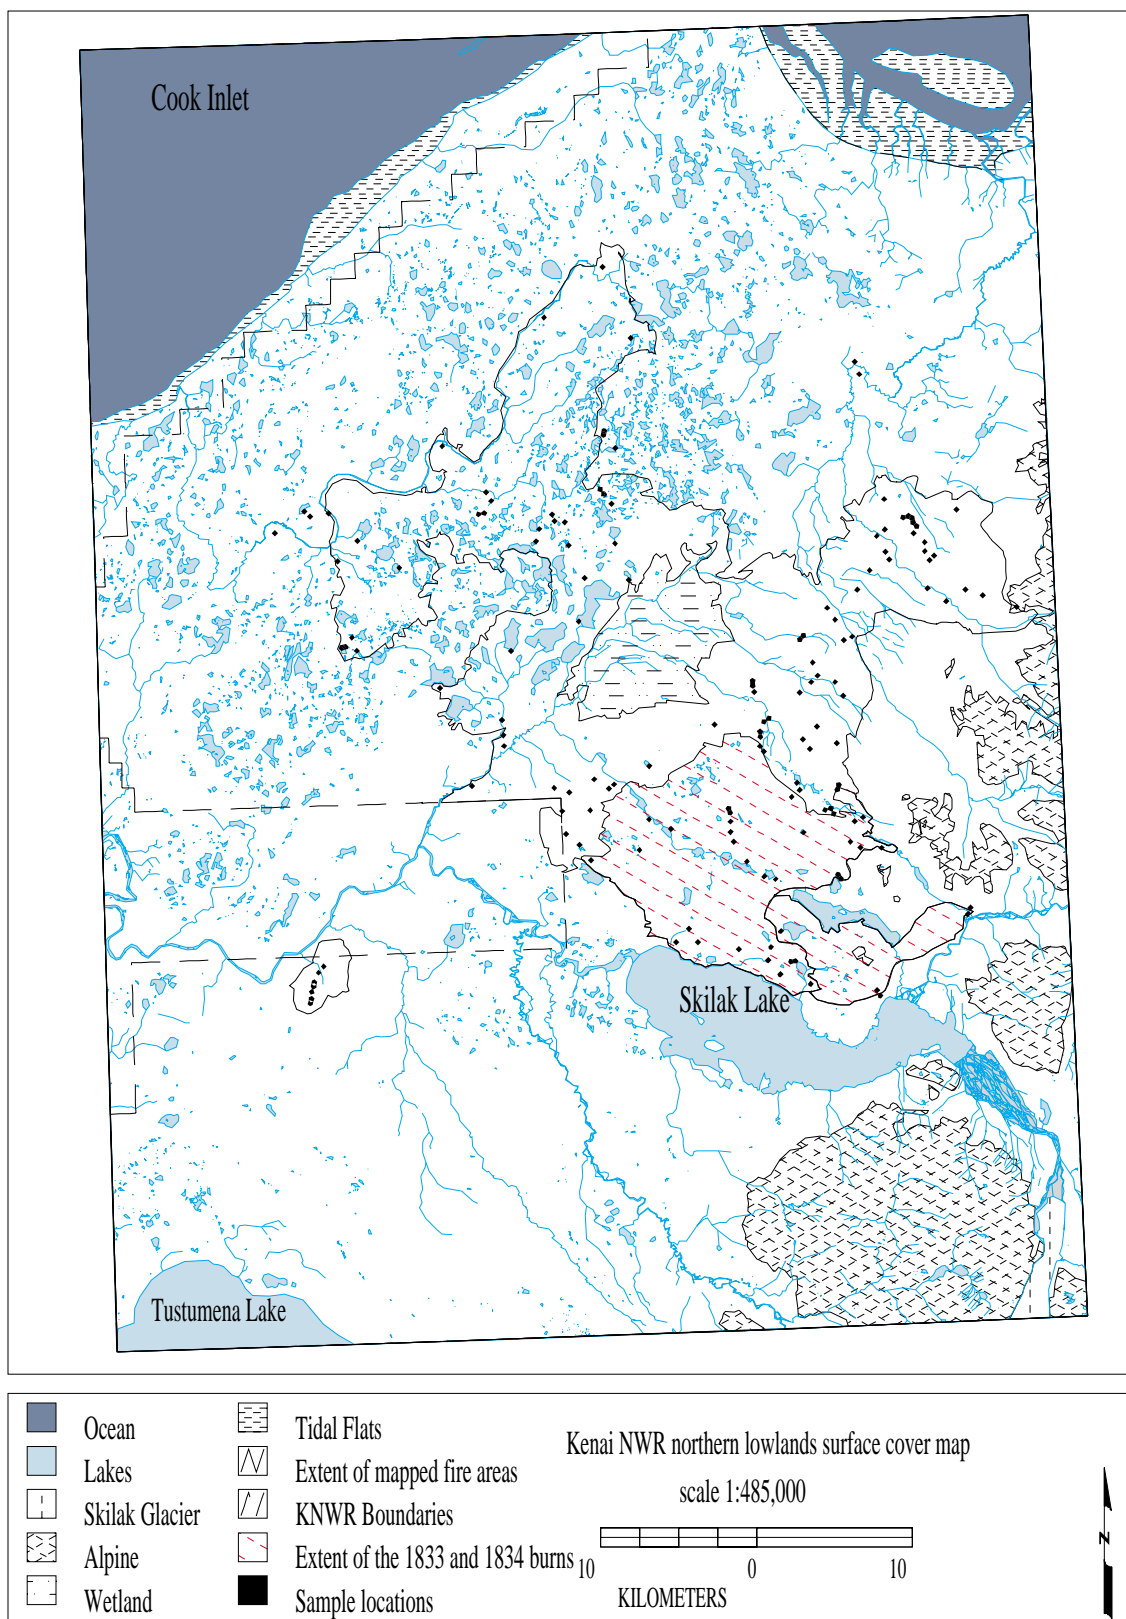 Cook Inlet
Skilak Lake
Tustumena Lake
Ocean
Lakes
Skilak Glacier
Alpine
Wetland
Tidal Flats
Extent of mapped fire areas
KNWR Boundaries
Extent of the 1833 and 1834 burns
Sample locations
Kenai NWR northern lowlands surface cover map
scale 1:485,000
10 0 10
KILOMETERS
N